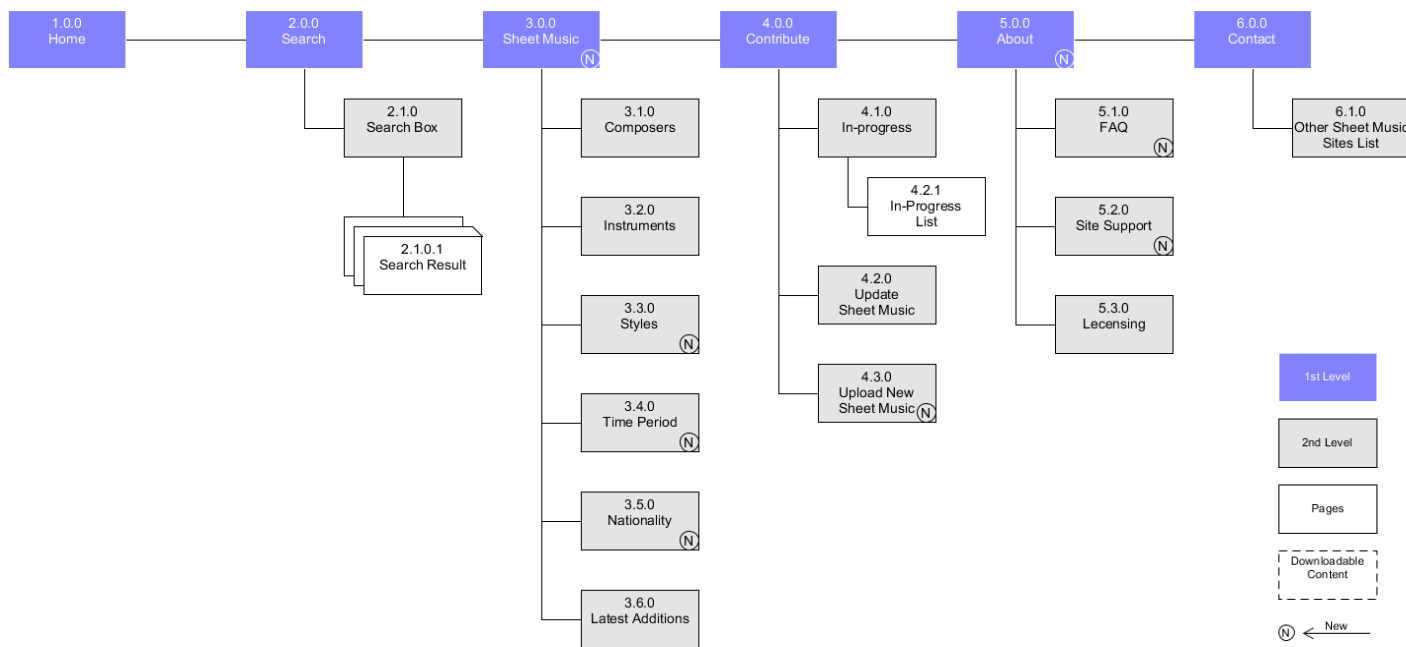 1.0.0
Home
2.0.0
Search
3.0.0
Sheet Music
N
4.0.0
Contribute
5.0.0
About
N
6.0.0
Contact
2.1.0
Search Box
2.1.0.1
Search Result
3.1.0
Composers
3.2.0
Instruments
3.3.0
Styles
N
3.4.0
Time Period
N
3.5.0
Nationality
N
3.6.0
Latest Additions
4.1.0
In-progress
4.2.1
In-Progress
List
4.2.0
Update
Sheet Music
4.3.0
Upload New
Sheet Music
N
5.1.0
FAQ
N
5.2.0
Site Support
N
5.3.0
Lecensing
6.1.0
Other Sheet Music
Sites List
1st Level
2nd Level
Pages
Downloadable
Content
N
New